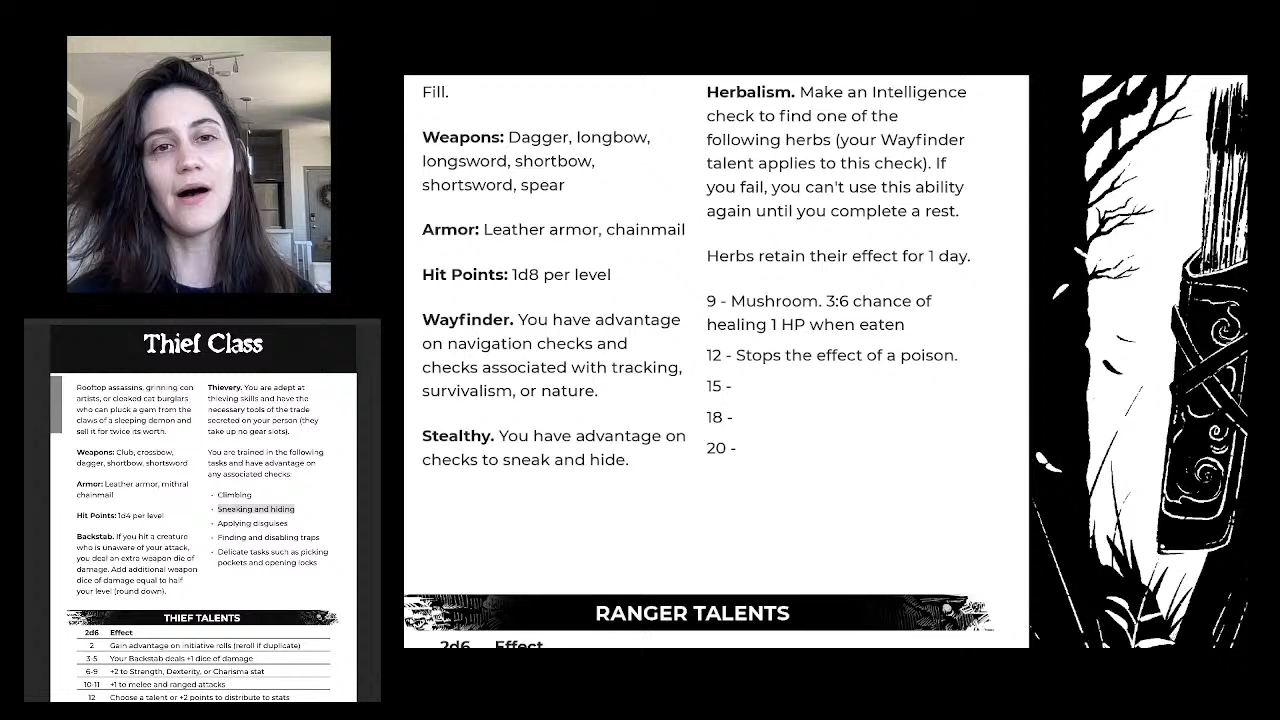 Fill.
Weapons: Dagger, longbow,
longsword, shortbow,
shortsword, spear
Armor: Leather armor, chainmail
Hit Points: 1d8 per level
Wayfinder. You have advantage
on navigation checks and
checks associated with tracking,
survivalism, or nature.
Stealthy. You have advantage on
checks to sneak and hide.
Herbalism. Make an Intelligence
check to find one of the
following herbs (your Wayfinder
talent applies to this check). If
you fail, you can't use this ability
again until you complete a rest.
Herbs retain their effect for 1 day.
9 - Mushroom. 3:6 chance of
healing 1 HP when eaten
12 - Stops the effect of a poison.
15 -
18 -
20 -
RANGER TALENTS
2d6 Effect
Thief Class
Rooftop assassins, grinning con
artists, or cloaked cat burglars
who can pluck a gem from the
claws of a sleeping demon and
sell it for twice its worth.
Weapons: Club, crossbow,
dagger, shortbow, shortsword
Armor: Leather armor, mithral
chainmail
Hit Points: 1d4 per level
Backstab. If you hit a creature
who is unaware of your attack,
you deal an extra weapon die of
damage. Add additional weapon
dice of damage equal to half
your level (round down).
Thievery. You are adept at
thieving skills and have the
necessary tools of the trade
secreted on your person (they
take up no gear slots).
You are trained in the following
tasks and have advantage on
any associated checks:
- Climbing
- Sneaking and hiding
- Applying disguises
- Finding and disabling traps
- Delicate tasks such as picking
pockets and opening locks
THIEF TALENTS
2d6 Effect
2 Gain advantage on initiative rolls (reroll if duplicate)
3-5 Your Backstab deals +1 dice of damage
6-9 +2 to Strength, Dexterity, or Charisma stat
10-11 +1 to melee and ranged attacks
12 Choose a talent or +2 points to distribute to stats